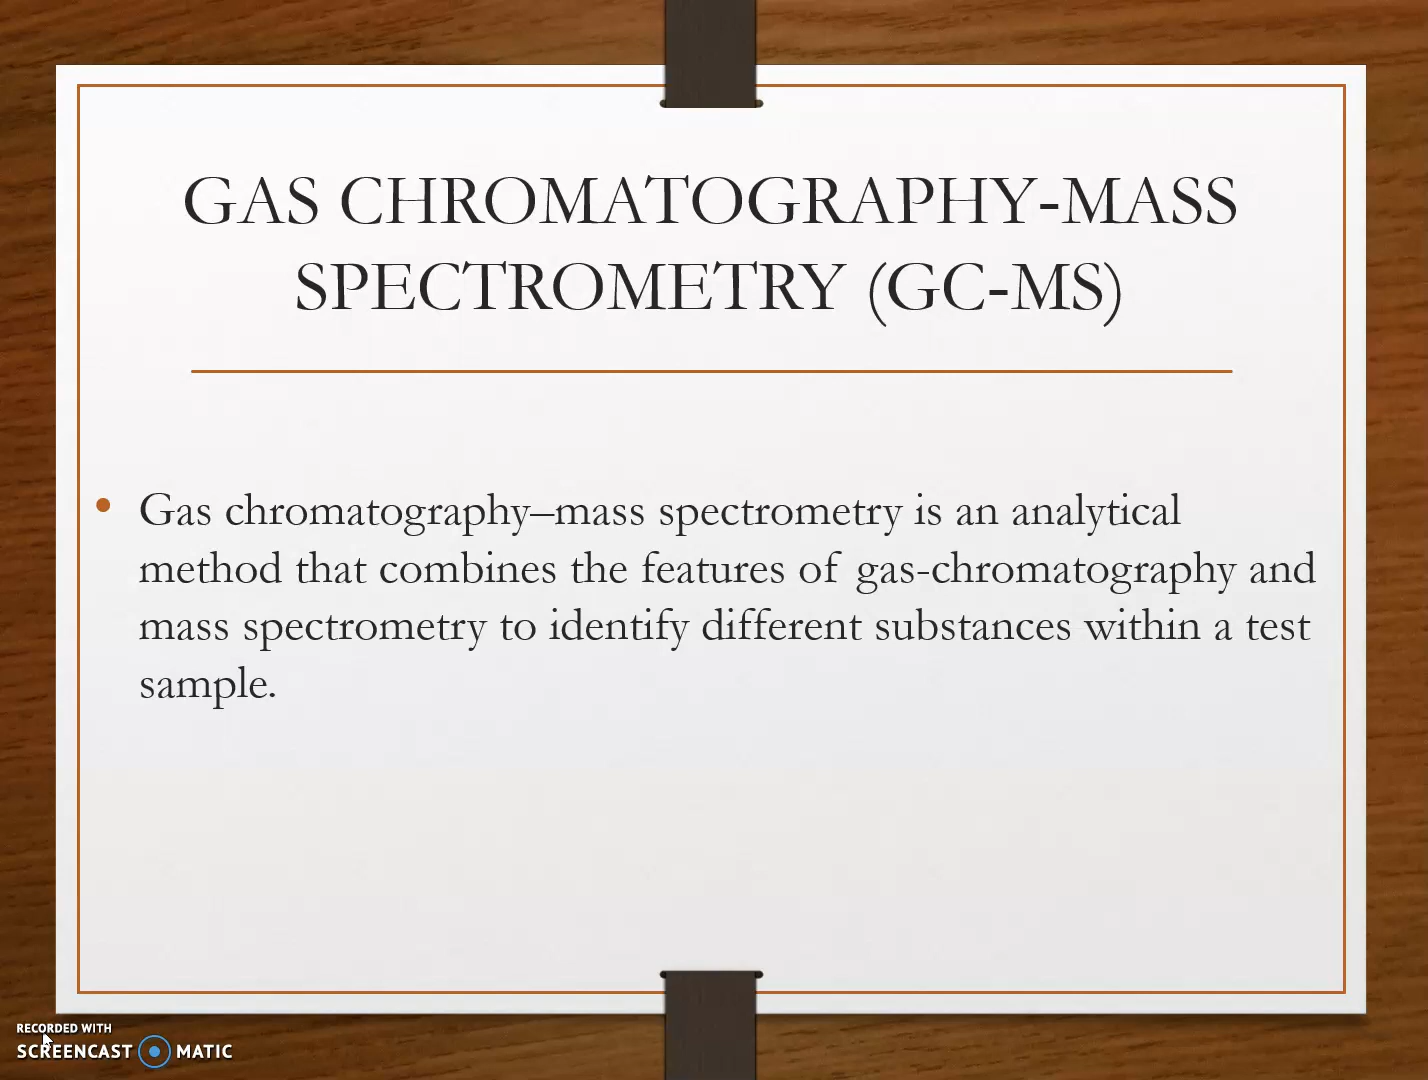 GAS CHROMATOGRAPHY-MASS
SPECTROMETRY (GC-MS)
• Gas chromatography–mass spectrometry is an analytical
method that combines the features of gas-chromatography and
mass spectrometry to identify different substances within a test
sample.
RECORDED WITH
SCREENCAST MATIC